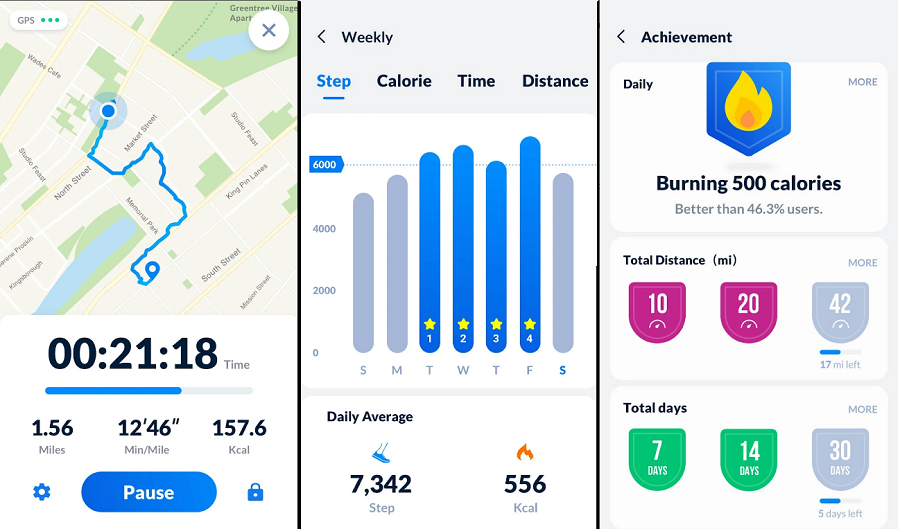 GPS
Greentree Village
Apart
Wades Cafe
Market Street
Studio Feast
Studio Feast
North Street
King Pin Lanes
Memorial Park
Kingsborough
South Street
Mission Street
00:21:18 Time
1.56 12'46" 157.6
Miles Min/Mile Kcal
Pause
Weekly
Step Calorie Time Distance
6000
4000
2000
0
1 2 3 4
S M T W T F S
Daily Average
7,342 556
Step Kcal
Achievement
Daily MORE
Burning 500 calories
Better than 46.3% users.
Total Distance (mi) MORE
10 20 42
17 mi left
Total days MORE
7 14 30
DAYS DAYS DAYS
5 days left